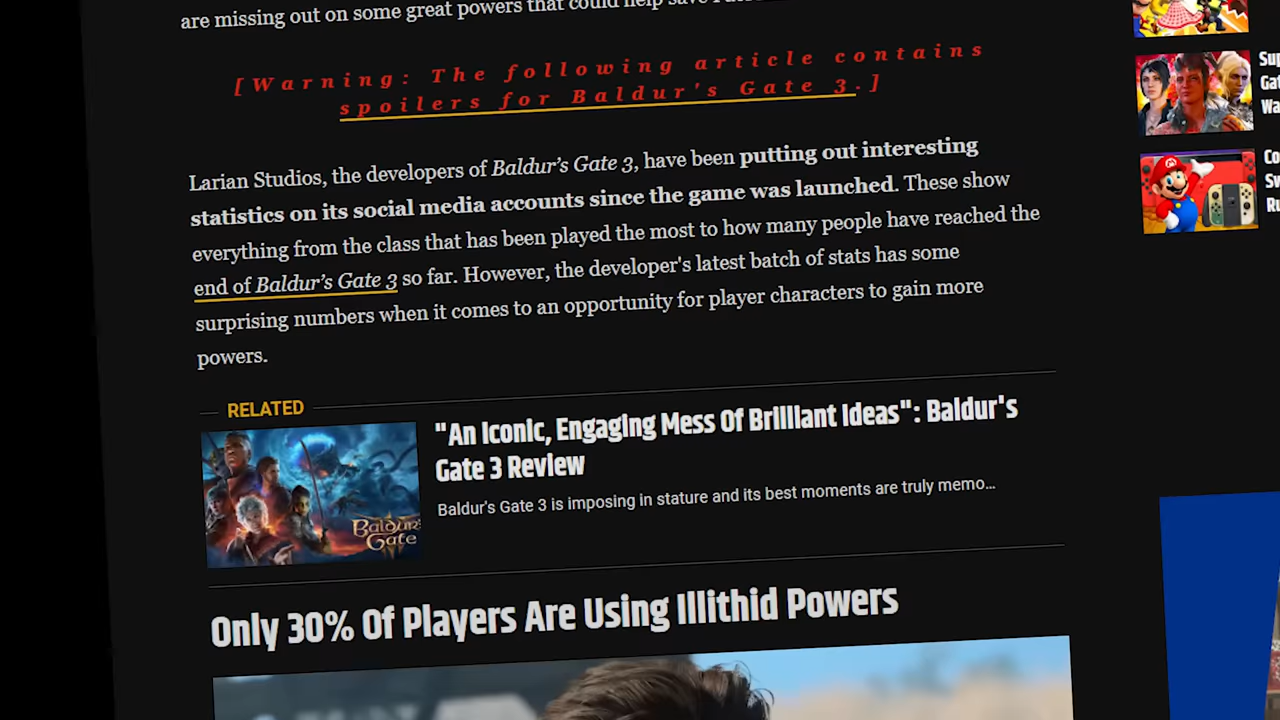 are missing out on some great powers that could help save
[Warning: The following article contains
spoilers for Baldur's Gate 3.]
Larian Studios, the developers of Baldur’s Gate 3, have been putting out interesting
statistics on its social media accounts since the game was launched. These show
everything from the class that has been played the most to how many people have reached the
end of Baldur’s Gate 3 so far. However, the developer's latest batch of stats has some
surprising numbers when it comes to an opportunity for player characters to gain more
powers.
RELATED
"An Iconic, Engaging Mess Of Brilliant Ideas": Baldur's
Gate 3 Review
Baldur's Gate 3 is imposing in stature and its best moments are truly memo...
Baldur's
Gate
Only 30% Of Players Are Using Illithid Powers